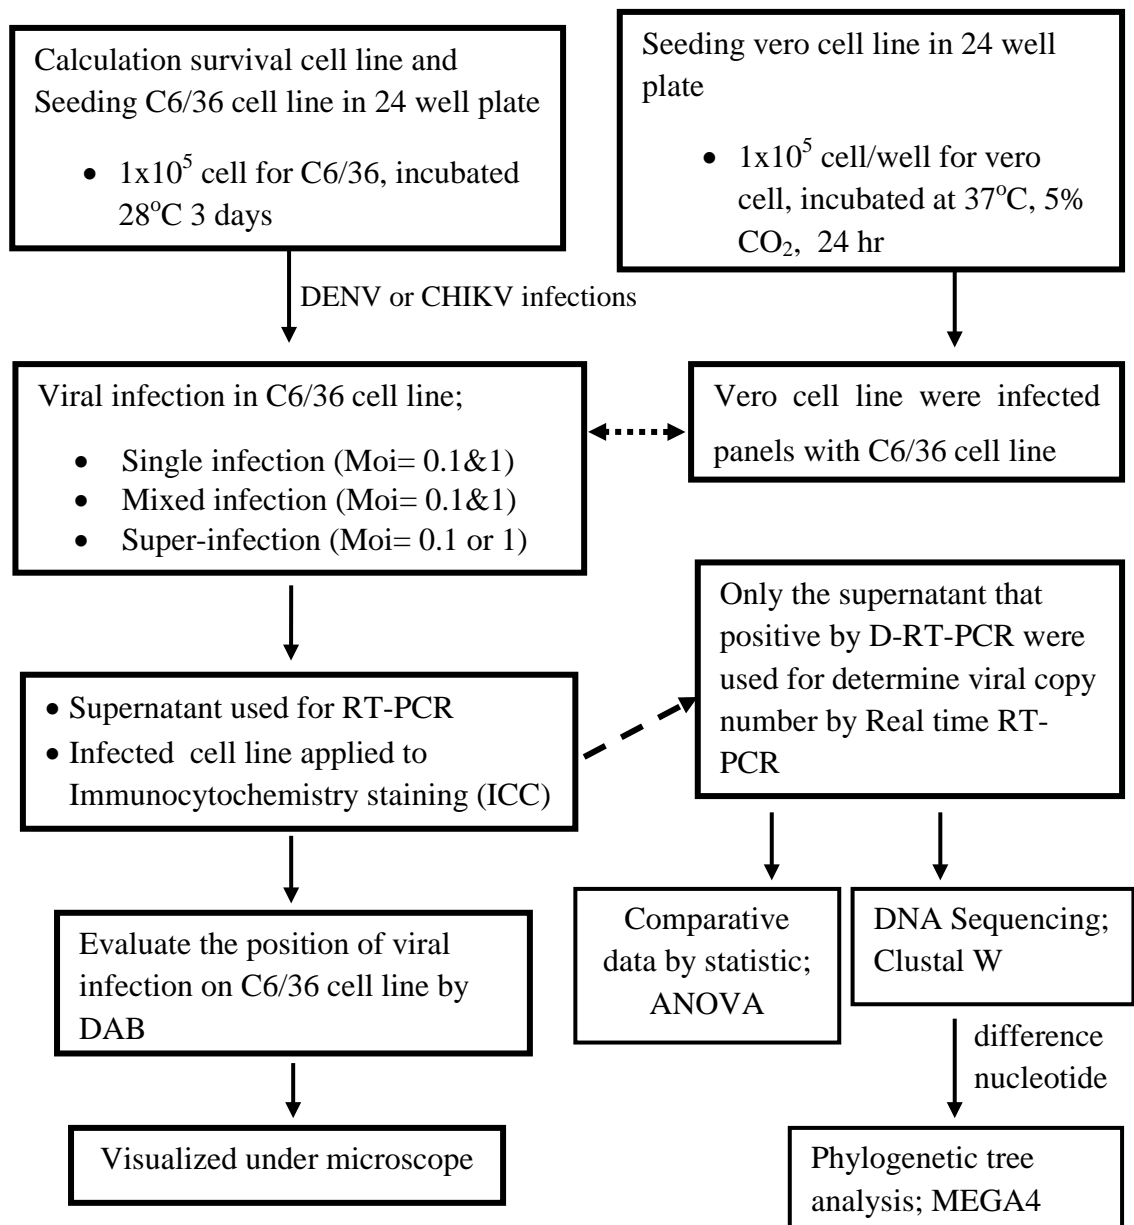 Calculation survival cell line and
Seeding C6/36 cell line in 24 well plate
• 1x10⁵ cell for C6/36, incubated
28°C 3 days
Seeding vero cell line in 24 well
plate
• 1x10⁵ cell/well for vero
cell, incubated at 37°C, 5%
CO₂, 24 hr
DENV or CHIKV infections
Viral infection in C6/36 cell line;
• Single infection (Moi= 0.1&1)
• Mixed infection (Moi= 0.1&1)
• Super-infection (Moi= 0.1 or 1)
Vero cell line were infected
panels with C6/36 cell line
• Supernatant used for RT-PCR
• Infected cell line applied to
Immunocytochemistry staining (ICC)
Only the supernatant that
positive by D-RT-PCR were
used for determine viral copy
number by Real time RT-
PCR
Evaluate the position of viral
infection on C6/36 cell line by
DAB
Comparative
data by statistic;
ANOVA
DNA Sequencing;
Clustal W
difference
nucleotide
Visualized under microscope
Phylogenetic tree
analysis; MEGA4